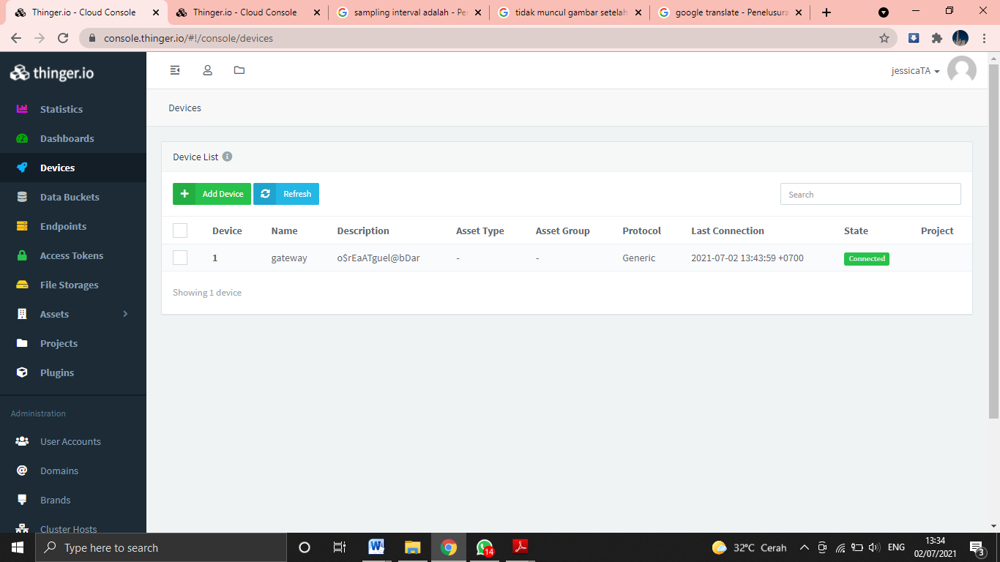 Thinger.io - Cloud Console
Thinger.io - Cloud Console
sampling interval adalah - Pe
tidak muncul gambar setelah
google translate - Penelusura
console.thinger.io/#!/console/devices
thinger.io
jessicaTA
Statistics
Dashboards
Devices
Data Buckets
Endpoints
Access Tokens
File Storages
Assets
Projects
Plugins
Administration
User Accounts
Domains
Brands
Cluster Hosts
Devices
Device List
Add Device
Refresh
Search
Device Name Description Asset Type Asset Group Protocol Last Connection State Project
1 gateway o$rEaATguel@bDar - - Generic 2021-07-02 13:43:59 +0700 Connected
Showing 1 device
Type here to search
14
32°C Cerah
ENG
13:34
02/07/2021
3